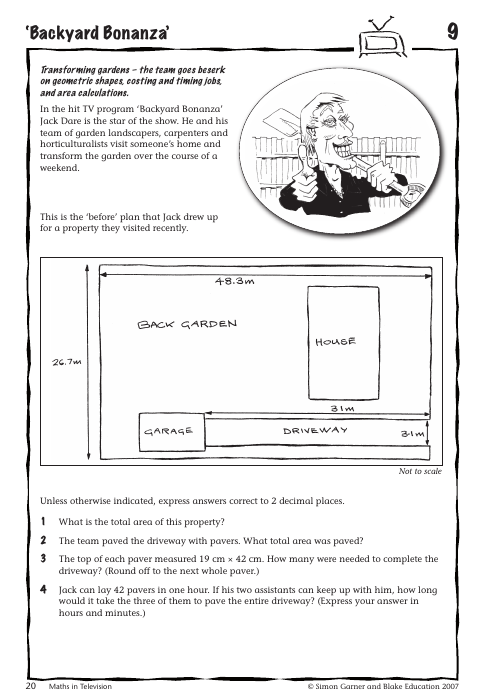 ‘Backyard Bonanza’
9
Transforming gardens – the team goes beserk
on geometric shapes, costing and timing jobs,
and area calculations.
In the hit TV program ‘Backyard Bonanza’
Jack Dare is the star of the show. He and his
team of garden landscapers, carpenters and
horticulturalists visit someone’s home and
transform the garden over the course of a
weekend.
This is the ‘before’ plan that Jack drew up
for a property they visited recently.
48.3m
BACK GARDEN
HOUSE
26.7m
31m
GARAGE
DRIVEWAY
3.1m
Not to scale
Unless otherwise indicated, express answers correct to 2 decimal places.
1 What is the total area of this property?
2 The team paved the driveway with pavers. What total area was paved?
3 The top of each paver measured 19 cm × 42 cm. How many were needed to complete the
driveway? (Round off to the next whole paver.)
4 Jack can lay 42 pavers in one hour. If his two assistants can keep up with him, how long
would it take the three of them to pave the entire driveway? (Express your answer in
hours and minutes.)
20 Maths in Television
© Simon Garner and Blake Education 2007